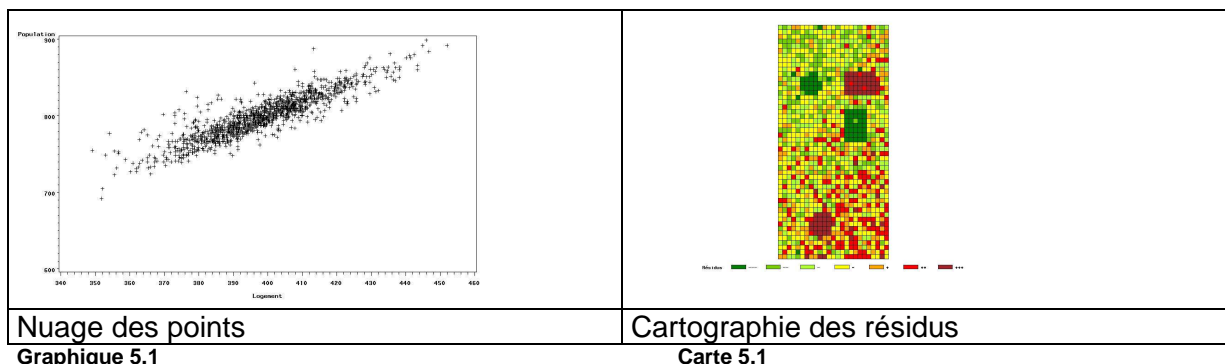 Population
900
800
700
600
340 350 360 370 380 390 400 410 420 430 440 450 460
Logement
Résidus --- -- - = + ++ +++
Nuage des points
Cartographie des résidus
Graphique 5.1
Carte 5.1